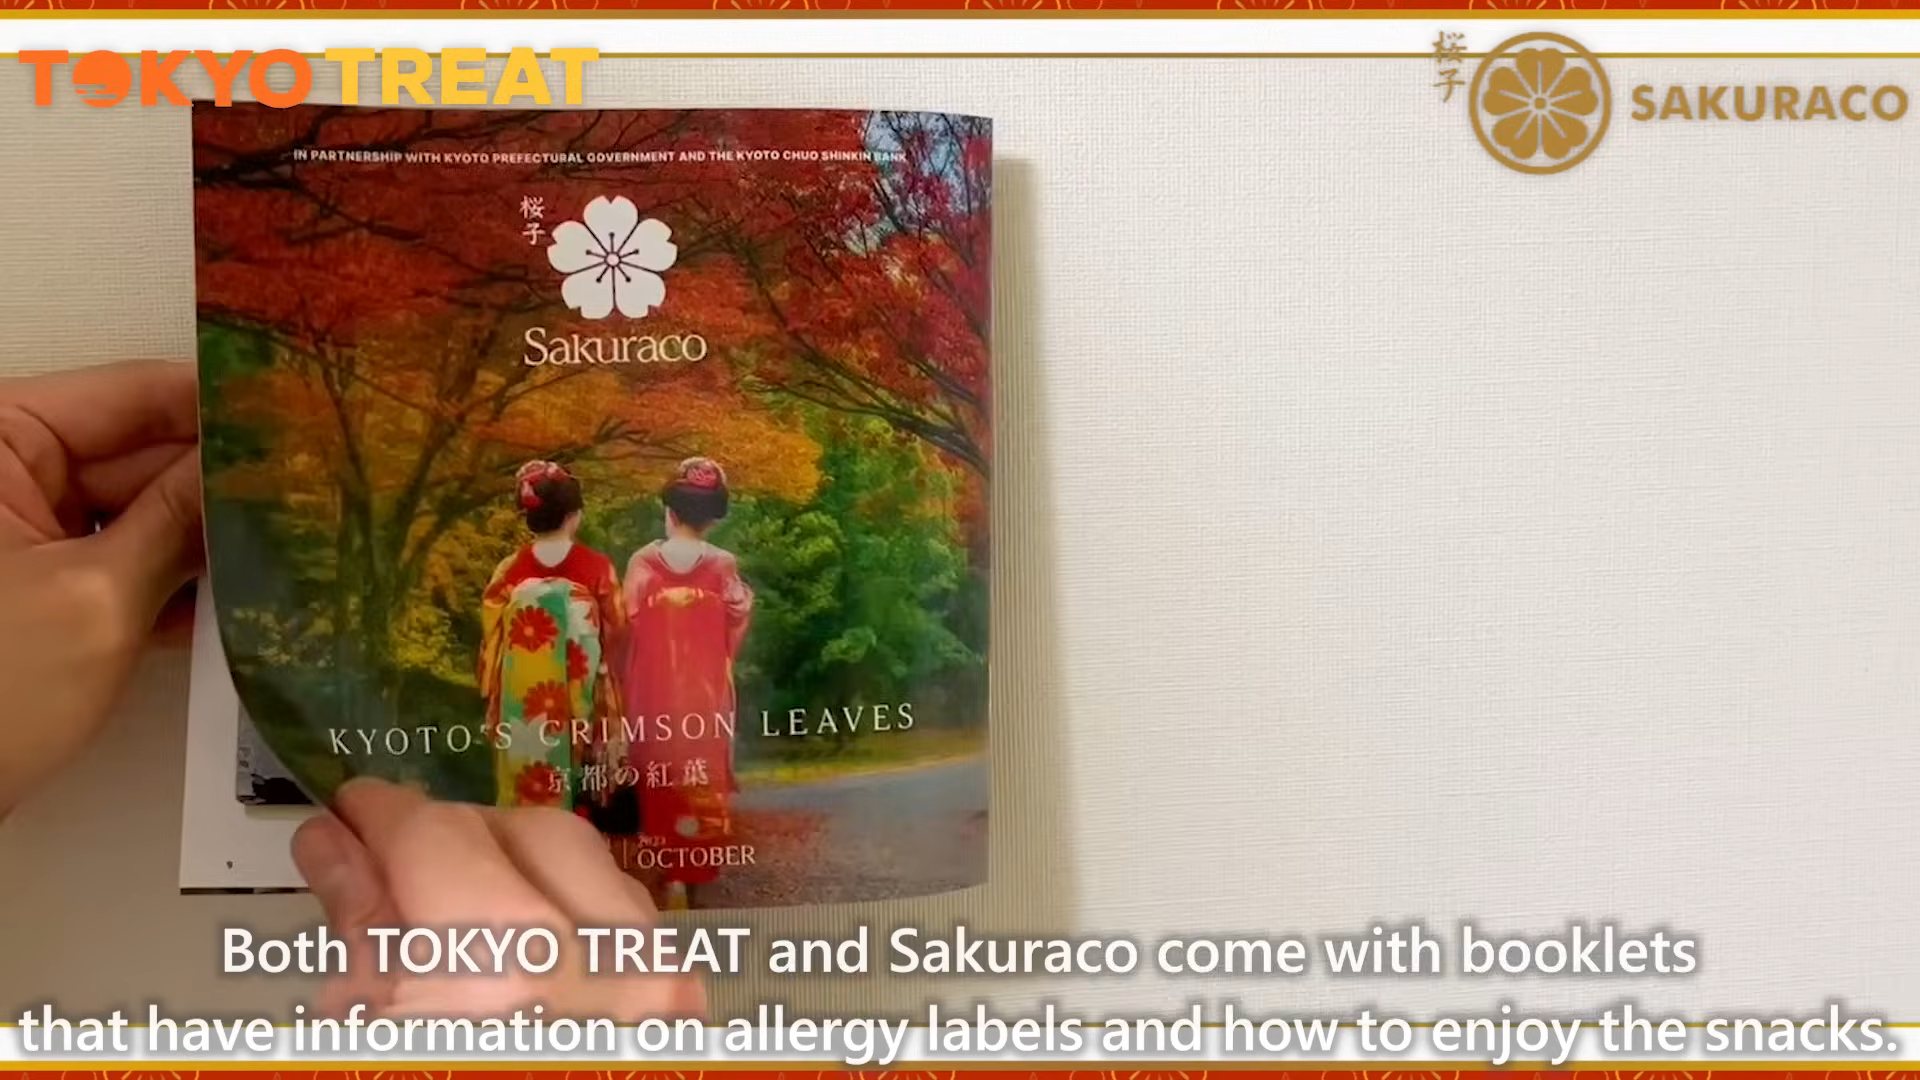 TOKYO TREAT
桜子
SAKURACO
IN PARTNERSHIP WITH KYOTO PREFECTURAL GOVERNMENT AND THE KYOTO CHUO SHINKIN BANK
桜子
Sakuraco
KYOTO'S CRIMSON LEAVES
京都の紅葉
2023
OCTOBER
9
Both TOKYO TREAT and Sakuraco come with booklets
that have information on allergy labels and how to enjoy the snacks.